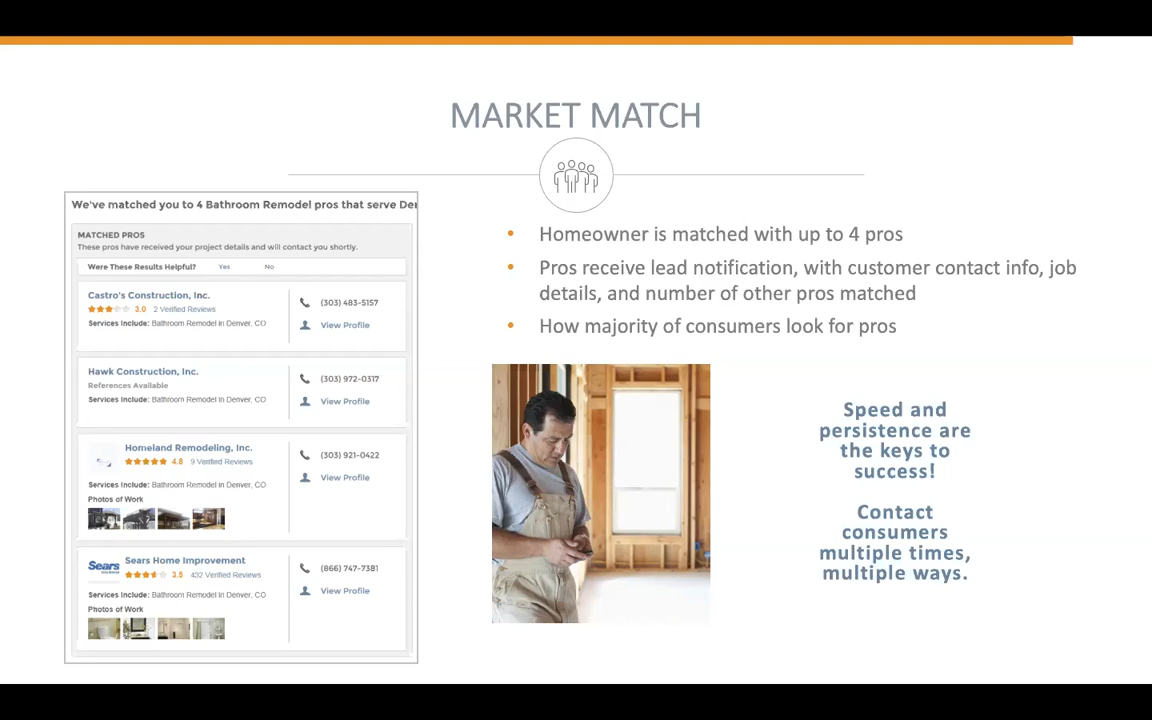 MARKET MATCH
We've matched you to 4 Bathroom Remodel pros that serve
MATCHED PROS
These pros have received your project details and will contact you shortly.
Were These Results Helpful? Yes No
Castro's Construction, Inc.
3.0 2 Verified Reviews
Services Include: Bathroom Remodel in Denver, CO
(303) 483-5157
View Profile
Hawk Construction, Inc.
References Available
Services Include: Bathroom Remodel in Denver, CO
(303) 972-0317
View Profile
Homeland Remodeling, Inc.
4.8 9 Verified Reviews
Services Include: Bathroom Remodel in Denver, CO
Photos of Work
(303) 921-0422
View Profile
Sears
Sears Home Improvement
3.5 432 Verified Reviews
Services Include: Bathroom Remodel in Denver, CO
Photos of Work
(866) 747-7381
View Profile
• Homeowner is matched with up to 4 pros
• Pros receive lead notification, with customer contact info, job
details, and number of other pros matched
• How majority of consumers look for pros
Speed and
persistence are
the keys to
success!
Contact
consumers
multiple times,
multiple ways.